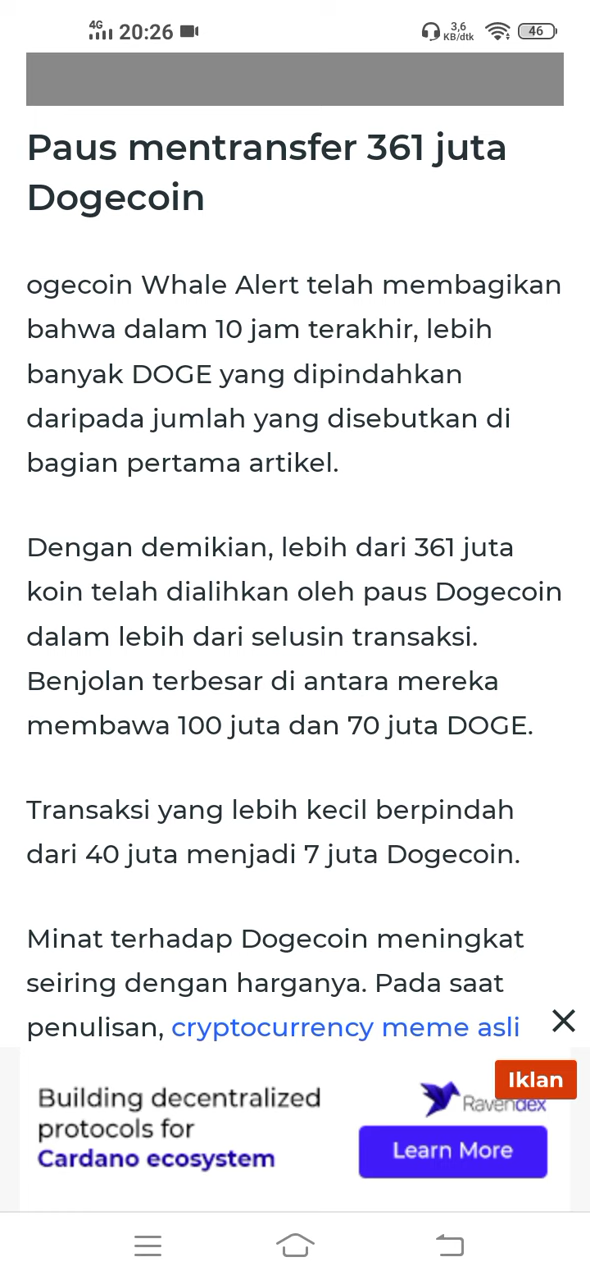 4G 20:26 3,6 KB/dtk 46
Paus mentransfer 361 juta
Dogecoin
ogecoin Whale Alert telah membagikan
bahwa dalam 10 jam terakhir, lebih
banyak DOGE yang dipindahkan
daripada jumlah yang disebutkan di
bagian pertama artikel.
Dengan demikian, lebih dari 361 juta
koin telah dialihkan oleh paus Dogecoin
dalam lebih dari selusin transaksi.
Benjolan terbesar di antara mereka
membawa 100 juta dan 70 juta DOGE.
Transaksi yang lebih kecil berpindah
dari 40 juta menjadi 7 juta Dogecoin.
Minat terhadap Dogecoin meningkat
seiring dengan harganya. Pada saat
penulisan, cryptocurrency meme asli
Iklan
Building decentralized
protocols for
Cardano ecosystem
Ravendex
Learn More